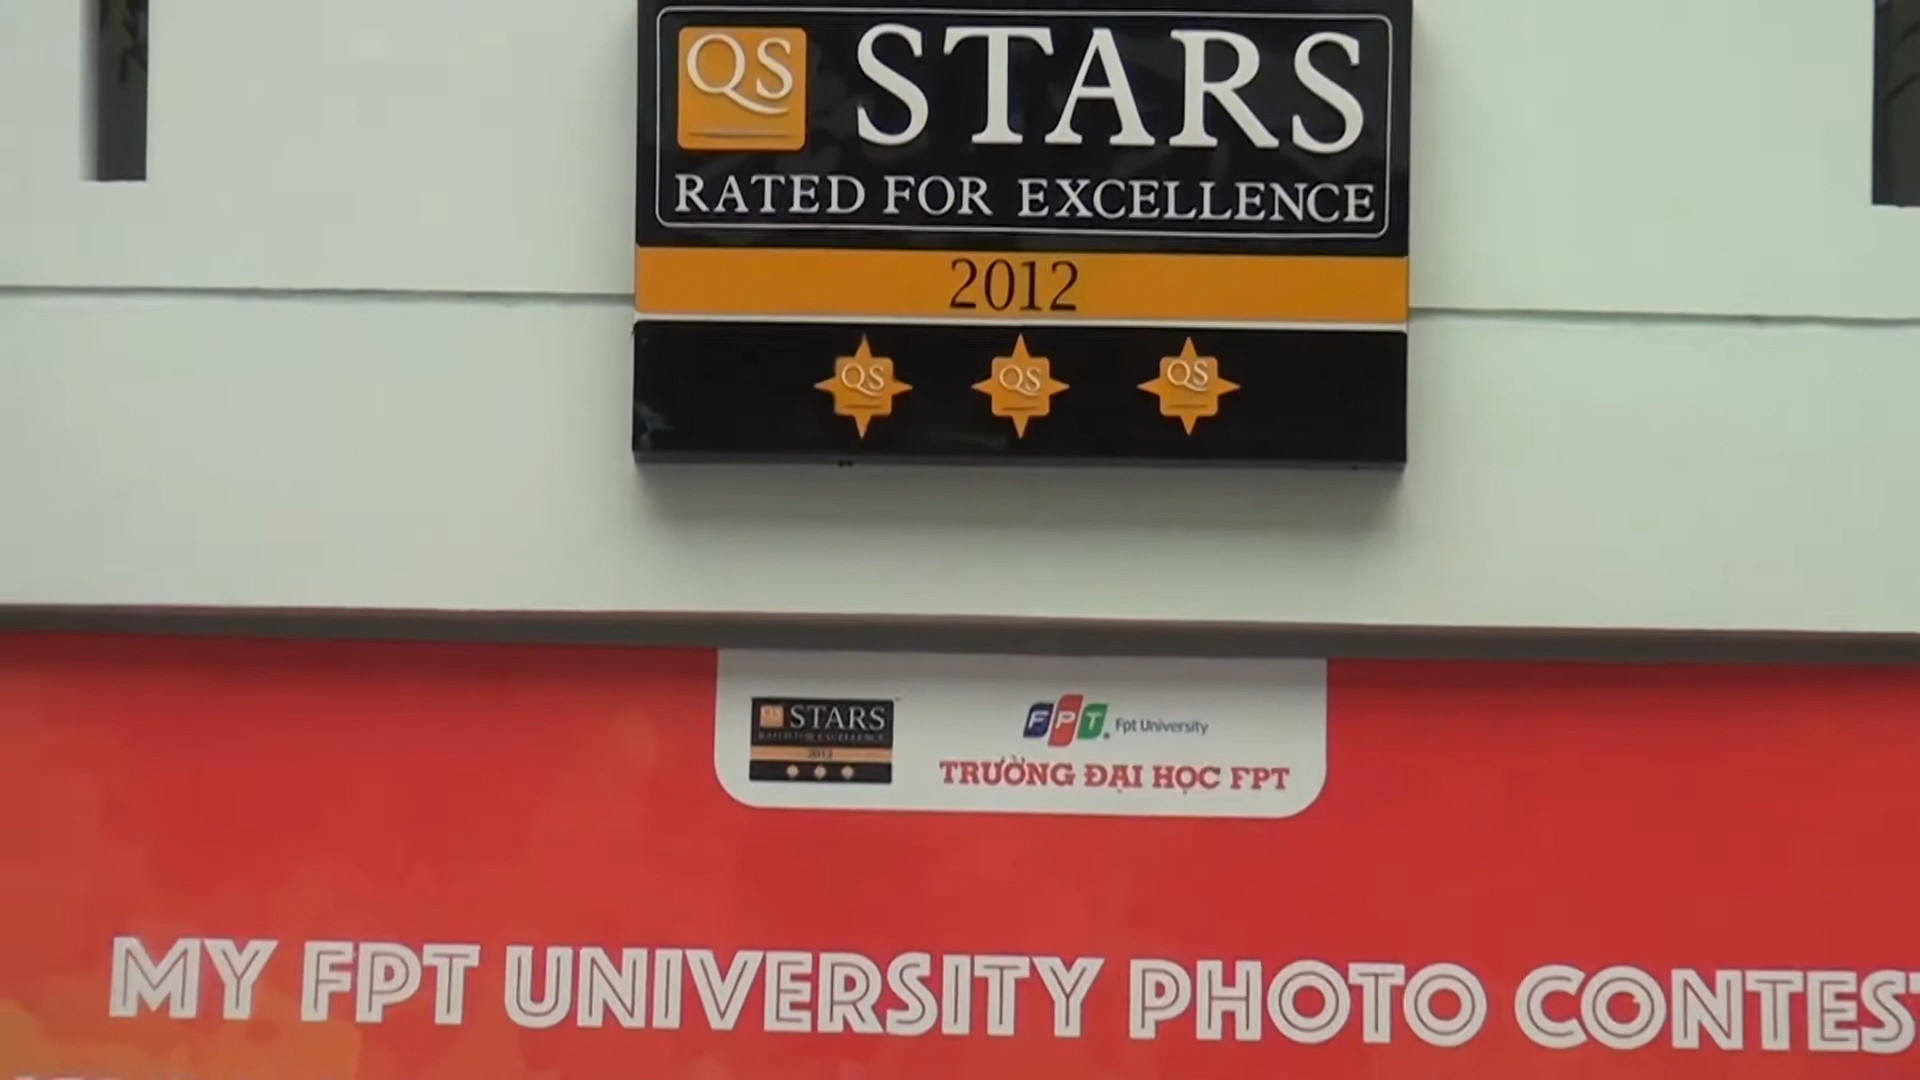 QS STARS
RATED FOR EXCELLENCE
2012
QS QS QS
QS STARS
RATED FOR EXCELLENCE
2012
FPT Fpt University
TRƯỜNG ĐẠI HỌC FPT
MY FPT UNIVERSITY PHOTO CONTEST